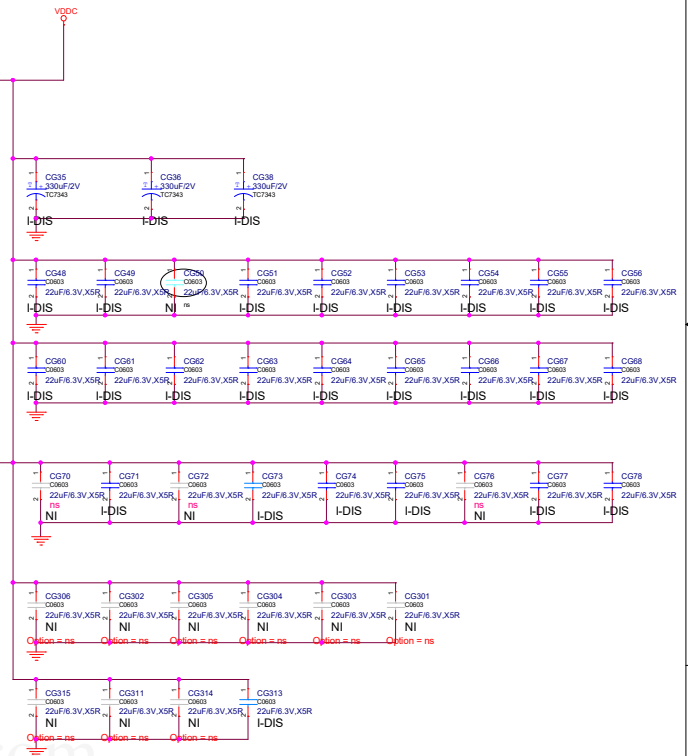 VDDC
CG35
330uF/2V
TC7343
I-DIS
CG36
330uF/2V
TC7343
I-DIS
CG38
330uF/2V
TC7343
I-DIS
CG48
C0603
22uF/6.3V,X5R
I-DIS
CG49
C0603
22uF/6.3V,X5R
I-DIS
CG50
C0603
22uF/6.3V,X5R
NI
ns
CG51
C0603
22uF/6.3V,X5R
I-DIS
CG52
C0603
22uF/6.3V,X5R
I-DIS
CG53
C0603
22uF/6.3V,X5R
I-DIS
CG54
C0603
22uF/6.3V,X5R
I-DIS
CG55
C0603
22uF/6.3V,X5R
I-DIS
CG56
C0603
22uF/6.3V,X5R
I-DIS
CG60
C0603
22uF/6.3V,X5R
I-DIS
CG61
C0603
22uF/6.3V,X5R
I-DIS
CG62
C0603
22uF/6.3V,X5R
I-DIS
CG63
C0603
22uF/6.3V,X5R
I-DIS
CG64
C0603
22uF/6.3V,X5R
I-DIS
CG65
C0603
22uF/6.3V,X5R
I-DIS
CG66
C0603
22uF/6.3V,X5R
I-DIS
CG67
C0603
22uF/6.3V,X5R
I-DIS
CG68
C0603
22uF/6.3V,X5R
I-DIS
CG70
C0603
22uF/6.3V,X5R
ns
NI
CG71
C0603
22uF/6.3V,X5R
I-DIS
CG72
C0603
22uF/6.3V,X5R
ns
NI
CG73
C0603
22uF/6.3V,X5R
I-DIS
CG74
C0603
22uF/6.3V,X5R
I-DIS
CG75
C0603
22uF/6.3V,X5R
I-DIS
CG76
C0603
22uF/6.3V,X5R
ns
NI
CG77
C0603
22uF/6.3V,X5R
I-DIS
CG78
C0603
22uF/6.3V,X5R
I-DIS
CG306
C0603
22uF/6.3V,X5R
NI
Option = ns
CG302
C0603
22uF/6.3V,X5R
NI
Option = ns
CG305
C0603
22uF/6.3V,X5R
NI
Option = ns
CG304
C0603
22uF/6.3V,X5R
NI
Option = ns
CG303
C0603
22uF/6.3V,X5R
NI
Option = ns
CG301
C0603
22uF/6.3V,X5R
NI
Option = ns
CG315
C0603
22uF/6.3V,X5R
NI
Option = ns
CG311
C0603
22uF/6.3V,X5R
NI
Option = ns
CG314
C0603
22uF/6.3V,X5R
NI
Option = ns
CG313
C0603
22uF/6.3V,X5R
I-DIS